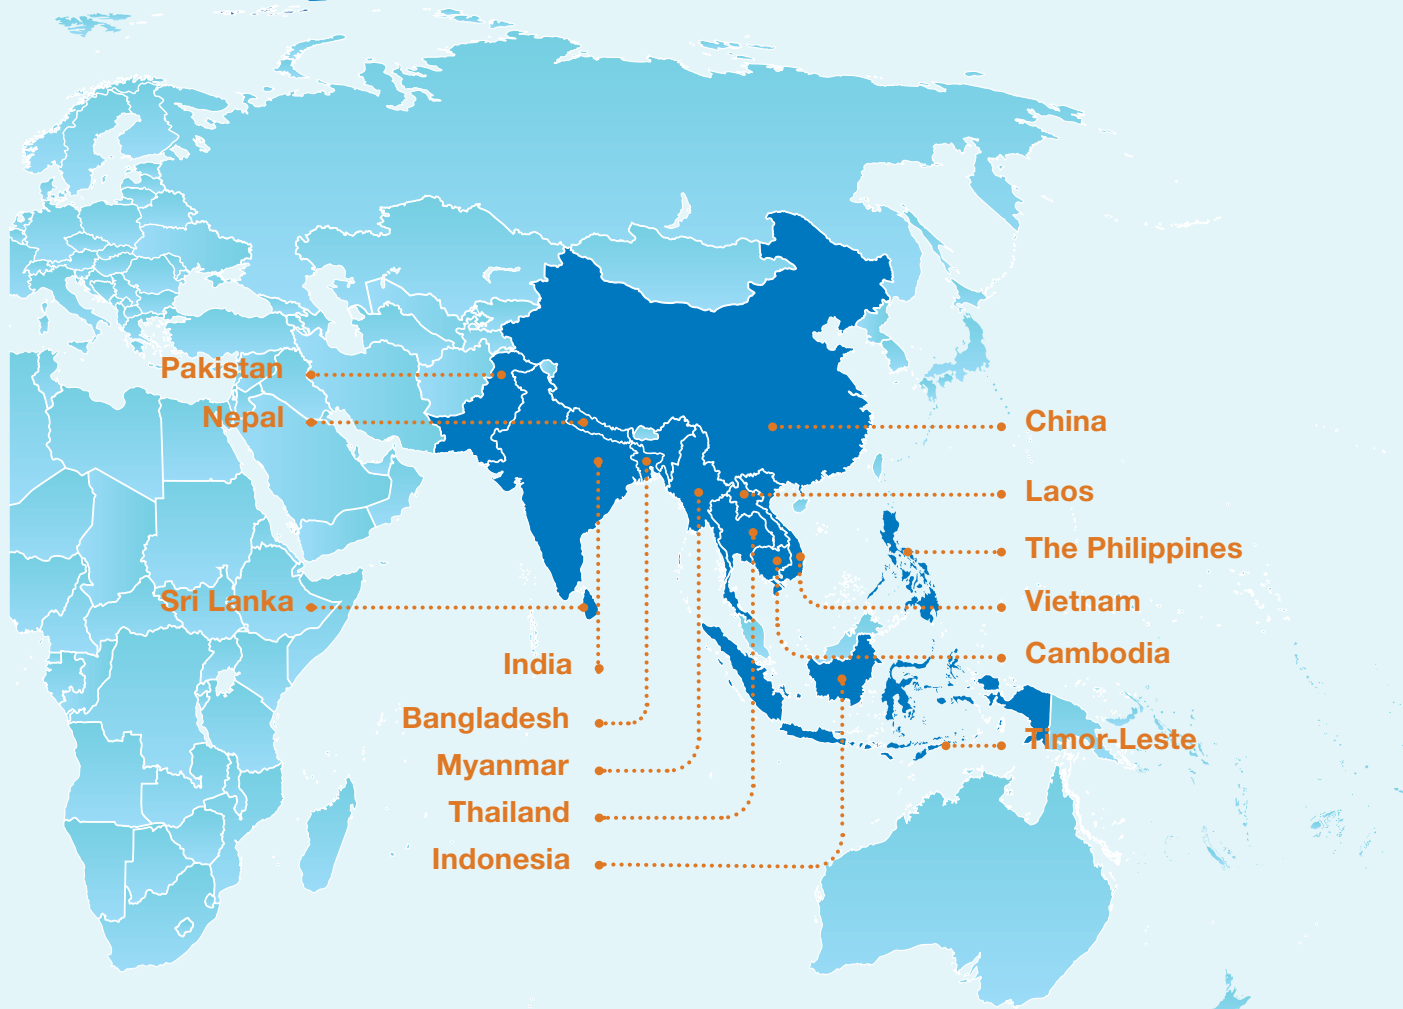 Pakistan
Nepal
China
Laos
The Philippines
Sri Lanka
Vietnam
India
Cambodia
Bangladesh
Timor-Leste
Myanmar
Thailand
Indonesia